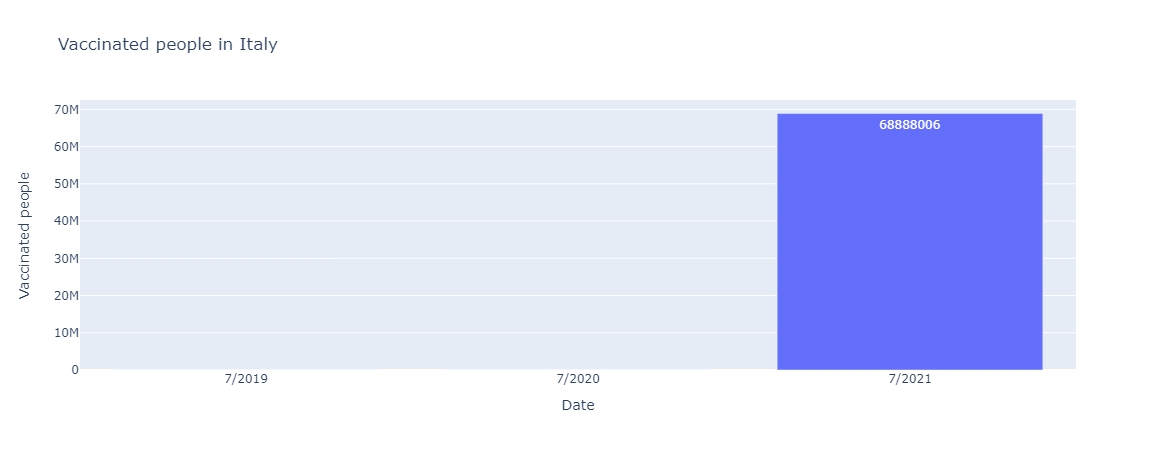 Vaccinated people in Italy
70M
60M
50M
40M
30M
20M
10M
0
Vaccinated people
68888006
7/2019 7/2020 7/2021
Date